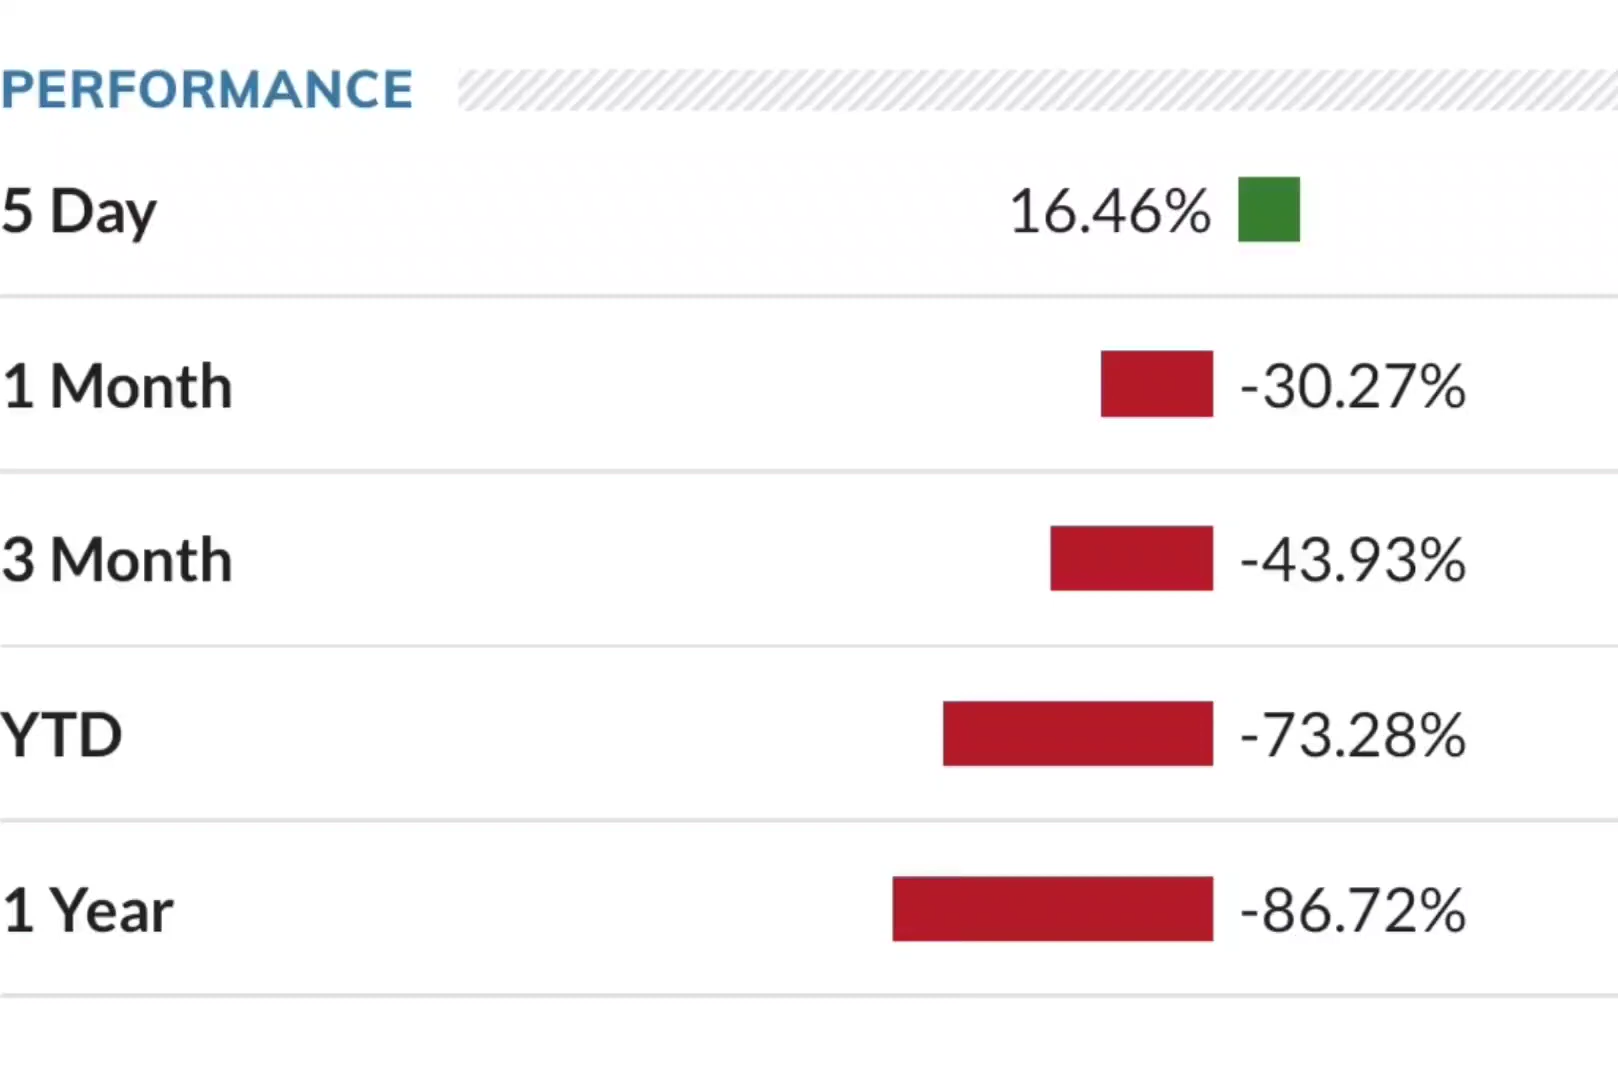 PERFORMANCE
5 Day 16.46%
1 Month -30.27%
3 Month -43.93%
YTD -73.28%
1 Year -86.72%